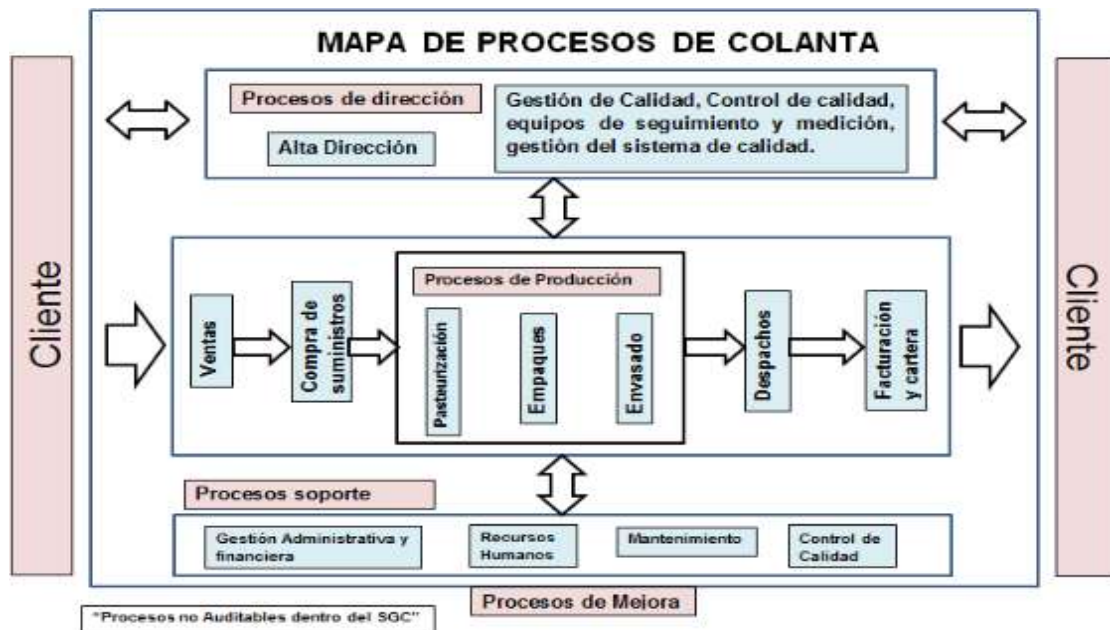 MAPA DE PROCESOS DE COLANTA
Cliente
Procesos de dirección
Alta Dirección
Gestión de Calidad, Control de calidad,
equipos de seguimiento y medición,
gestión del sistema de calidad.
Cliente
Ventas
Compra de
suministros
Procesos de Producción
Pasteurización
Empaques
Envasado
Despachos
Facturación
y cartera
Procesos soporte
Gestión Administrativa y
financiera
Recursos
Humanos
Mantenimiento
Control de
Calidad
Procesos de Mejora
"Procesos no Auditables dentro del SGC"